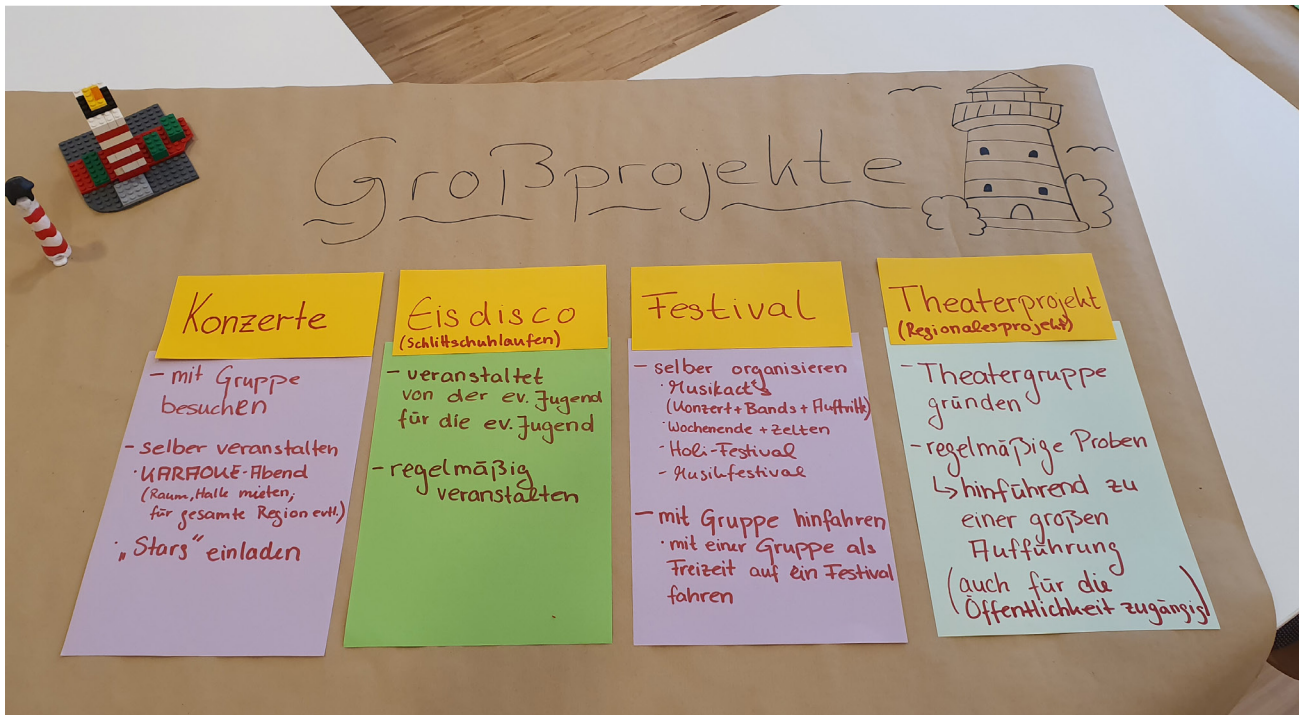 Großprojekte
Konzerte
- mit Gruppe
besuchen
- selber veranstalten
· KARAOKE-Abend
(Raum, Halle mieten;
für gesamte Region evtl.)
· „Stars" einladen
Eisdisco
(Schlittschuhlaufen)
- veranstaltet
von der ev. Jugend
für die ev. Jugend
- regelmäßig
veranstalten
Festival
- selber organisieren
· Musikacts
(Konzert + Bands + Auftritt)
· Wochenende + Zelten
- Holi-Festival
- Musikfestival
- mit Gruppe hinfahren
· mit einer Gruppe als
Freizeit auf ein Festival
fahren
Theaterprojekt
(Regionalesprojekt)
- Theatergruppe
gründen
- regelmäßige Proben
↳ hinführend zu
einer großen
Aufführung
(auch für die
Öffentlichkeit zugängig)